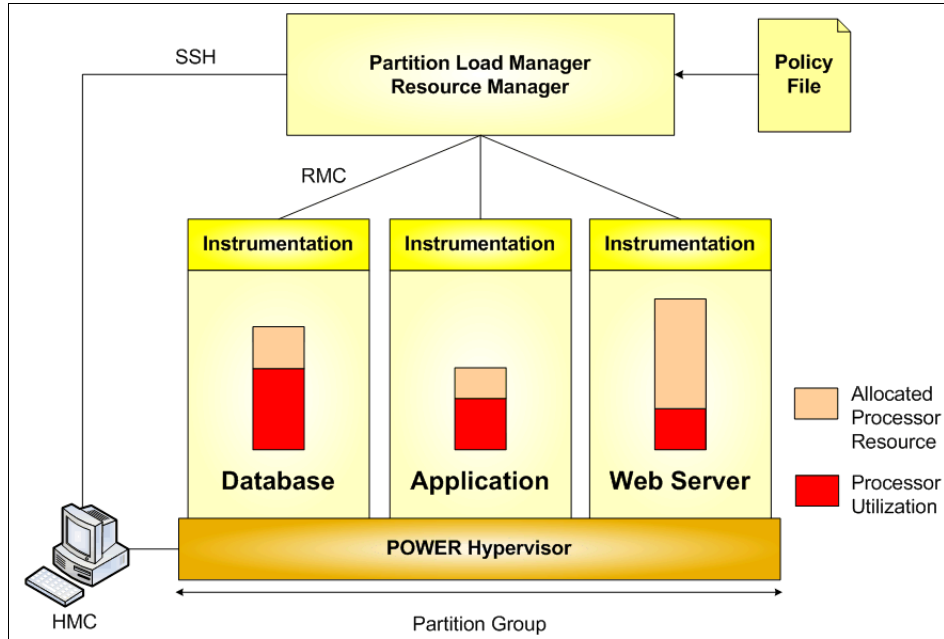 SSH
Partition Load Manager
Resource Manager
Policy
File
RMC
Instrumentation
Instrumentation
Instrumentation
Database
Application
Web Server
Allocated
Processor
Resource
Processor
Utilization
POWER Hypervisor
HMC
Partition Group